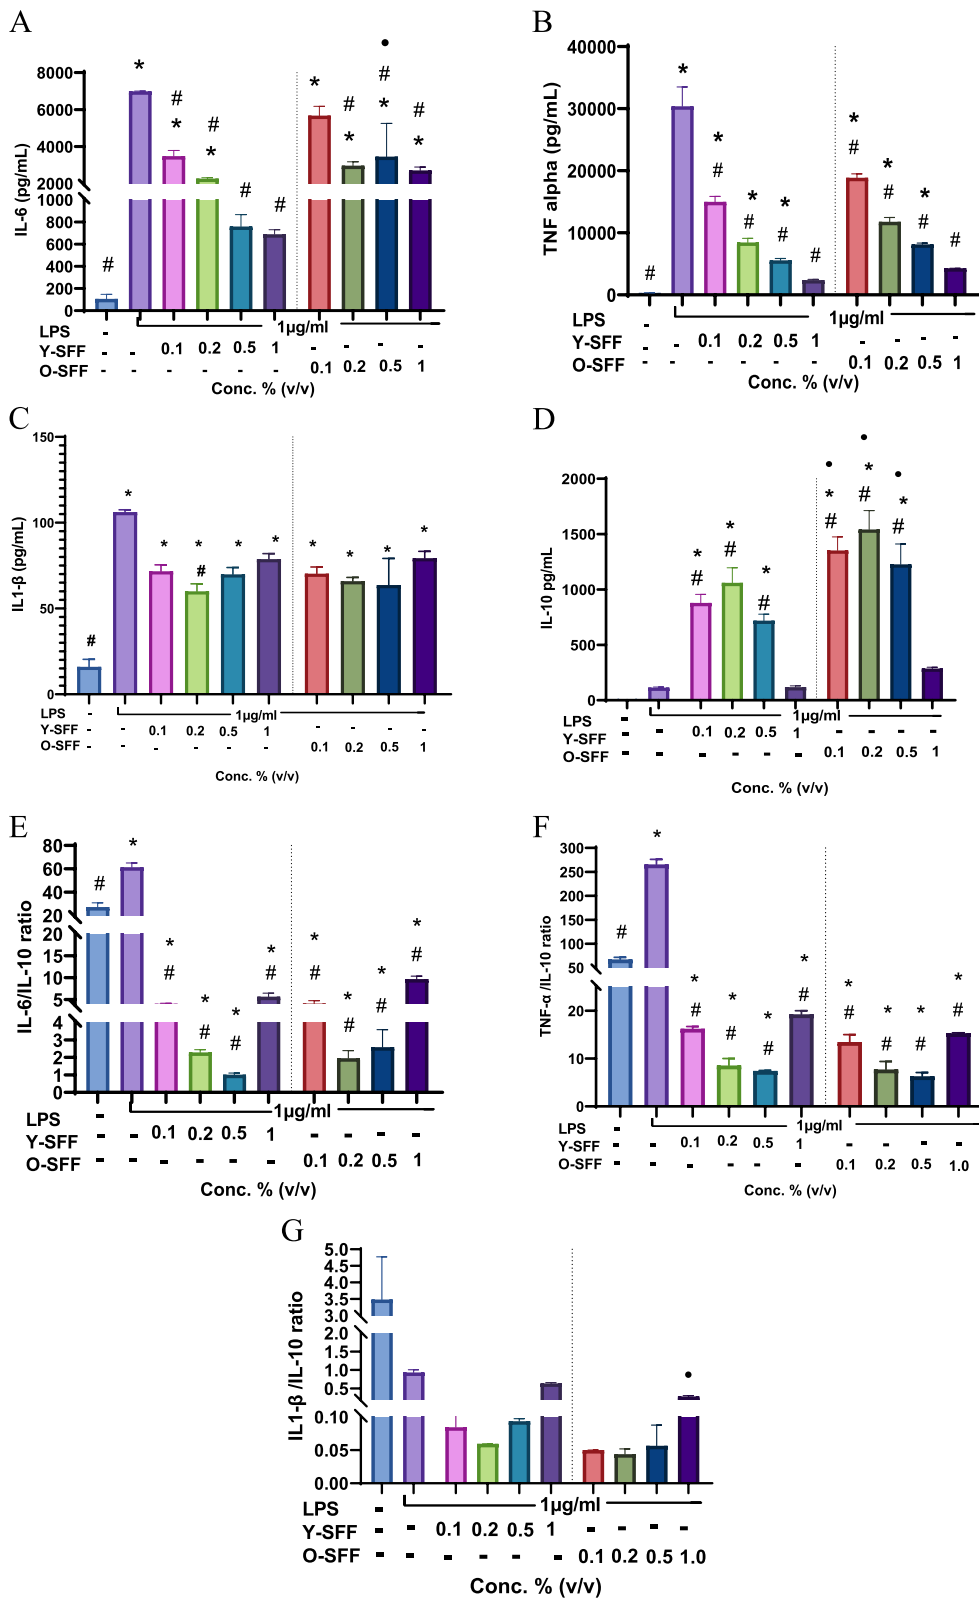 A
IL-6 (pg/mL)
8000
6000
4000
2000
1000
800
600
400
200
0
# * # * # * # # * # * • # * # *
LPS - 1µg/ml
Y-SFF - - 0.1 0.2 0.5 1 - - - -
O-SFF - - - - - - 0.1 0.2 0.5 1
Conc. % (v/v)
B
TNF alpha (pg/mL)
40000
30000
20000
10000
0
# * * # * # * # # * # * # * # #
LPS - 1µg/ml
Y-SFF - - 0.1 0.2 0.5 1 - - - -
O-SFF - - - - - - 0.1 0.2 0.5 1
Conc. % (v/v)
C
IL1-β (pg/mL)
150
100
50
0
# * * * # * * * * * *
LPS - 1µg/ml
Y-SFF - - 0.1 0.2 0.5 1 - - - -
O-SFF - - - - - - 0.1 0.2 0.5 1
Conc. % (v/v)
D
IL-10 pg/mL
2000
1500
1000
500
0
* # * # * # • * # • * # • * #
LPS - 1µg/ml
Y-SFF - - 0.1 0.2 0.5 1 - - - -
O-SFF - - - - - - 0.1 0.2 0.5 1
Conc. % (v/v)
E
IL-6/IL-10 ratio
80
60
40
20
20
15
10
5
4
3
2
1
0
# * * # * # * # * # * # * # * # * #
LPS - 1µg/ml
Y-SFF - - 0.1 0.2 0.5 1 - - - -
O-SFF - - - - - - 0.1 0.2 0.5 1
Conc. % (v/v)
F
TNF-α /IL-10 ratio
300
250
200
150
100
50
20
10
0
# * * # * # * # * # * # * # * # * #
LPS - 1µg/ml
Y-SFF - - 0.1 0.2 0.5 1 - - - -
O-SFF - - - - - - 0.1 0.2 0.5 1.0
Conc. % (v/v)
G
IL1-β /IL-10 ratio
5.0
4.5
4.0
3.5
3.0
2.0
1.5
1.0
0.5
0.10
0.05
0.00
•
LPS - 1µg/ml
Y-SFF - - 0.1 0.2 0.5 1 - - - -
O-SFF - - - - - - 0.1 0.2 0.5 1.0
Conc. % (v/v)